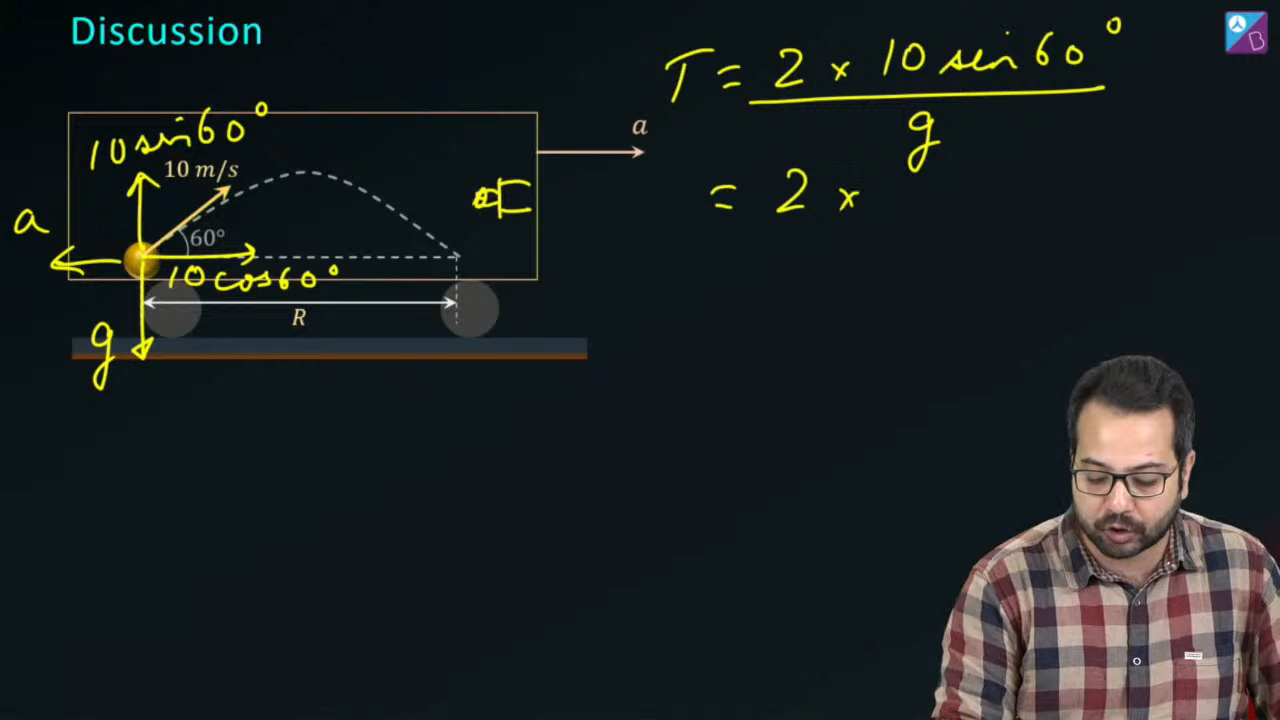 Discussion
T = 2 × 10 sin 60°
g
= 2 ×
10 sin 60°
10 m/s
a
a
60°
10 cos 60°
R
g
B